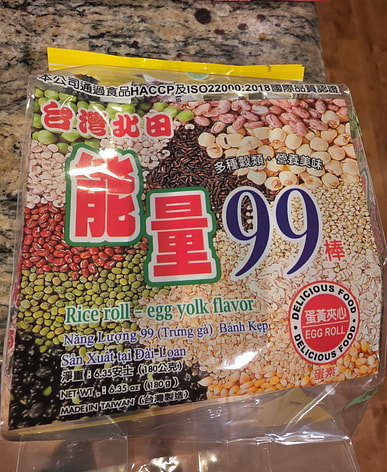 本公司通過食品HACCP及ISO22000:2018國際品質認證
台灣北田
多種穀類·營養美味
能量99棒
Rice roll - egg yolk flavor
Năng Lượng 99 (Trứng gà) Bánh Kẹp
Sản Xuất tại Đài Loan
淨重:6.35安士(180公克)
NET WT.:6.35 oz (180 g)
MADE IN TAIWAN (台灣製造)
DELICIOUS FOOD
蛋黃夾心
EGG ROLL
DELICIOUS FOOD
蛋素